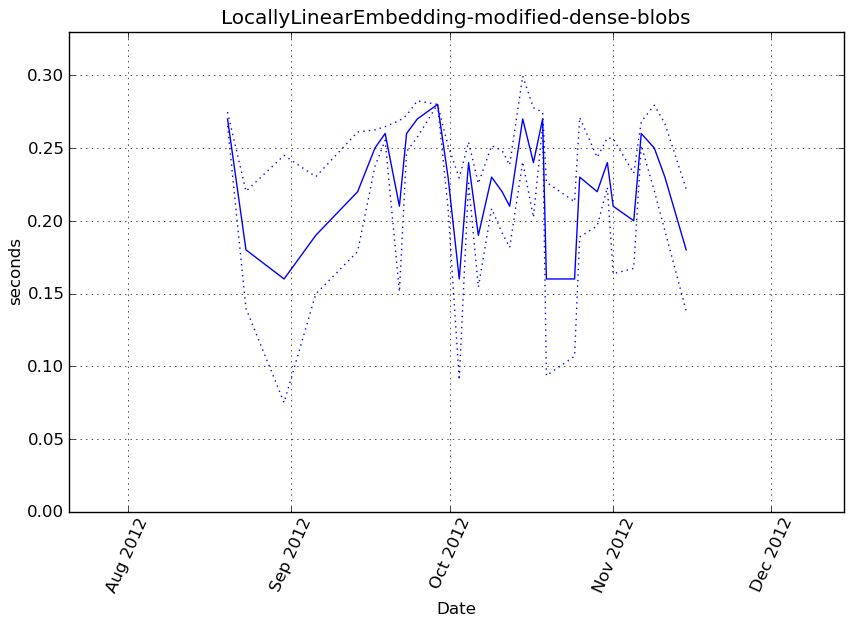 LocallyLinearEmbedding-modified-dense-blobs
0.30
0.25
0.20
0.15
0.10
0.05
0.00
seconds
Aug 2012
Sep 2012
Oct 2012
Nov 2012
Dec 2012
Date